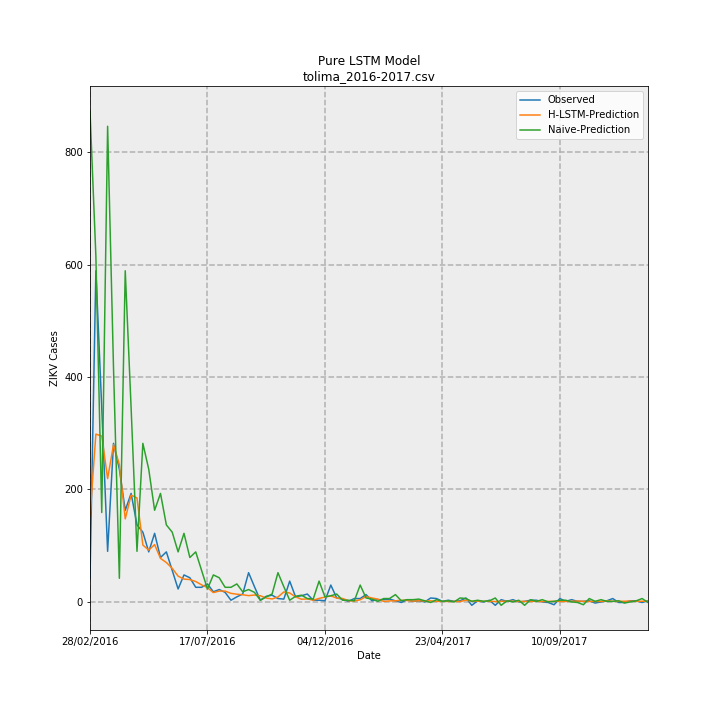 Pure LSTM Model
tolima_2016-2017.csv
Observed
H-LSTM-Prediction
Naive-Prediction
ZIKV Cases
800
600
400
200
0
28/02/2016
17/07/2016
04/12/2016
23/04/2017
10/09/2017
Date